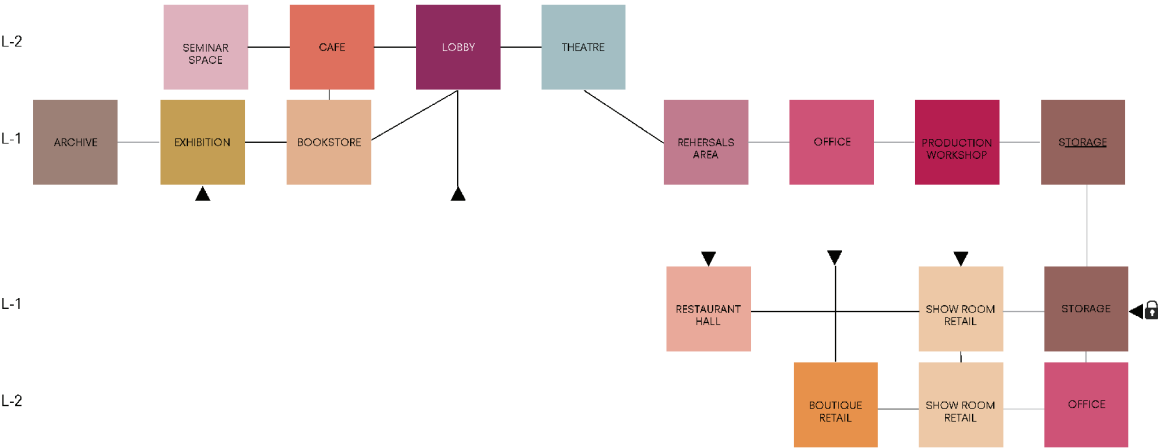 L-2
SEMINAR
SPACE
CAFE
LOBBY
THEATRE
L-1
ARCHIVE
EXHIBITION
BOOKSTORE
REHERSALS
AREA
OFFICE
PRODUCTION
WORKSHOP
STORAGE
L-1
RESTAURANT
HALL
SHOW ROOM
RETAIL
STORAGE
L-2
BOUTIQUE
RETAIL
SHOW ROOM
RETAIL
OFFICE